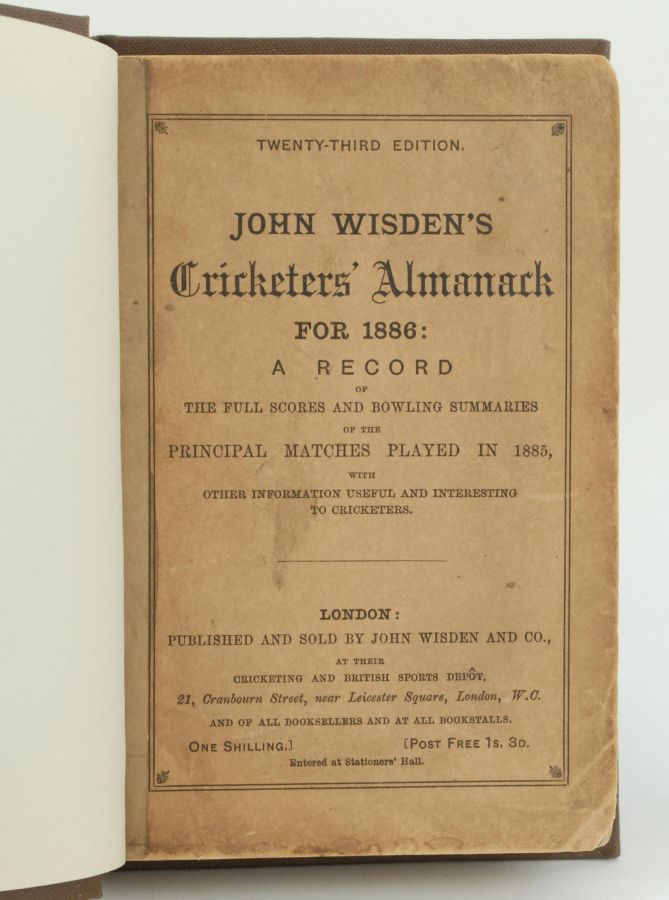 TWENTY-THIRD EDITION.
JOHN WISDEN'S
Cricketers' Almanack
FOR 1886:
A RECORD
OF
THE FULL SCORES AND BOWLING SUMMARIES
OF THE
PRINCIPAL MATCHES PLAYED IN 1885,
WITH
OTHER INFORMATION USEFUL AND INTERESTING
TO CRICKETERS.
LONDON:
PUBLISHED AND SOLD BY JOHN WISDEN AND CO.,
AT THEIR
CRICKETING AND BRITISH SPORTS DEPÔT,
21, Cranbourn Street, near Leicester Square, London, W.C.
AND OF ALL BOOKSELLERS AND AT ALL BOOKSTALLS.
ONE SHILLING.] [POST FREE 1S. 3D.
Entered at Stationers' Hall.